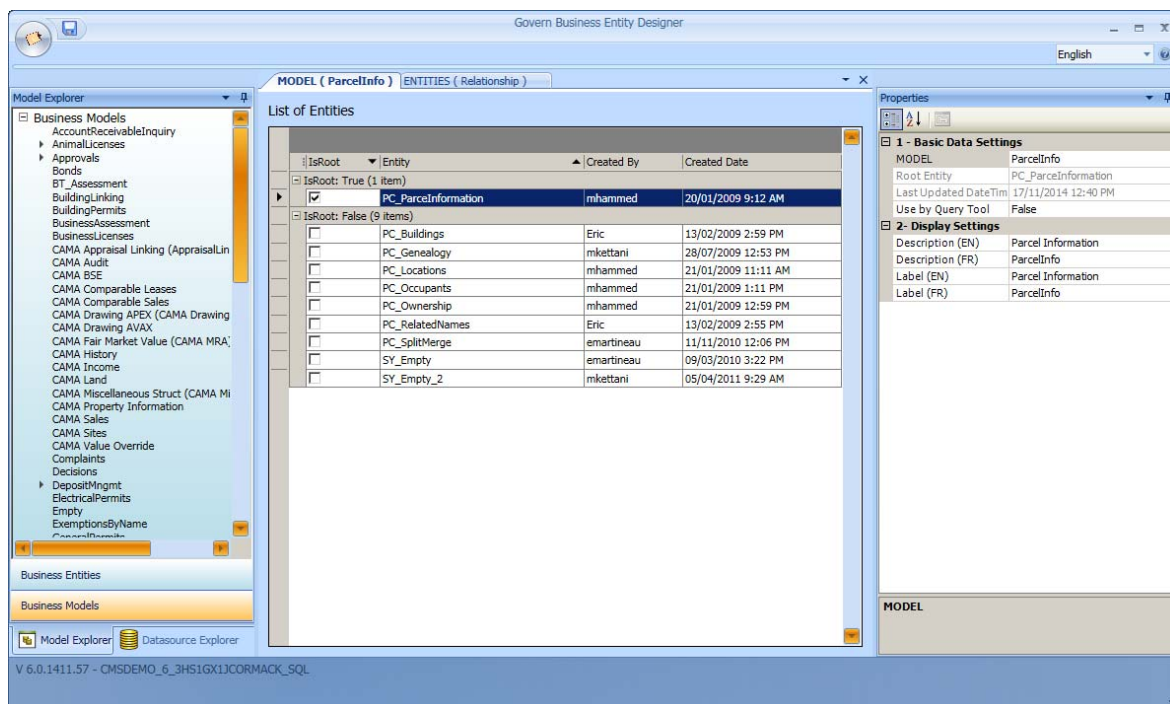 Govern Business Entity Designer
English
Model Explorer
Business Models
AccountReceivableInquiry
AnimalLicenses
Approvals
Bonds
BT_Assessment
BuildingLinking
BuildingPermits
BusinessAssessment
BusinessLicenses
CAMA Appraisal Linking (AppraisalLin
CAMA Audit
CAMA BSE
CAMA Comparable Leases
CAMA Comparable Sales
CAMA Drawing APEX (CAMA Drawing
CAMA Drawing AVAX
CAMA Fair Market Value (CAMA MRA)
CAMA History
CAMA Income
CAMA Land
CAMA Miscellaneous Struct (CAMA Mi
CAMA Property Information
CAMA Sales
CAMA Sites
CAMA Value Override
Complaints
Decisions
DepositMngmt
ElectricalPermits
Empty
ExemptionsByName
GeneralPermits
Business Entities
Business Models
Model Explorer Datasource Explorer
MODEL ( ParcelInfo ) ENTITIES ( Relationship )
List of Entities
IsRoot Entity Created By Created Date
IsRoot: True (1 item)
PC_ParceInformation mhammed 20/01/2009 9:12 AM
IsRoot: False (9 items)
PC_Buildings Eric 13/02/2009 2:59 PM
PC_Genealogy mkettani 28/07/2009 12:53 PM
PC_Locations mhammed 21/01/2009 11:11 AM
PC_Occupants mhammed 21/01/2009 1:11 PM
PC_Ownership mhammed 21/01/2009 12:59 PM
PC_RelatedNames Eric 13/02/2009 2:55 PM
PC_SplitMerge emartineau 11/11/2010 12:06 PM
SY_Empty emartineau 09/03/2010 3:22 PM
SY_Empty_2 mkettani 05/04/2011 9:29 AM
Properties
1 - Basic Data Settings
MODEL ParcelInfo
Root Entity PC_ParceInformation
Last Updated DateTim 17/11/2014 12:40 PM
Use by Query Tool False
2- Display Settings
Description (EN) Parcel Information
Description (FR) ParcelInfo
Label (EN) Parcel Information
Label (FR) ParcelInfo
MODEL
V 6.0.1411.57 - CMSDEMO_6_3HS1GX1JCORMACK_SQL